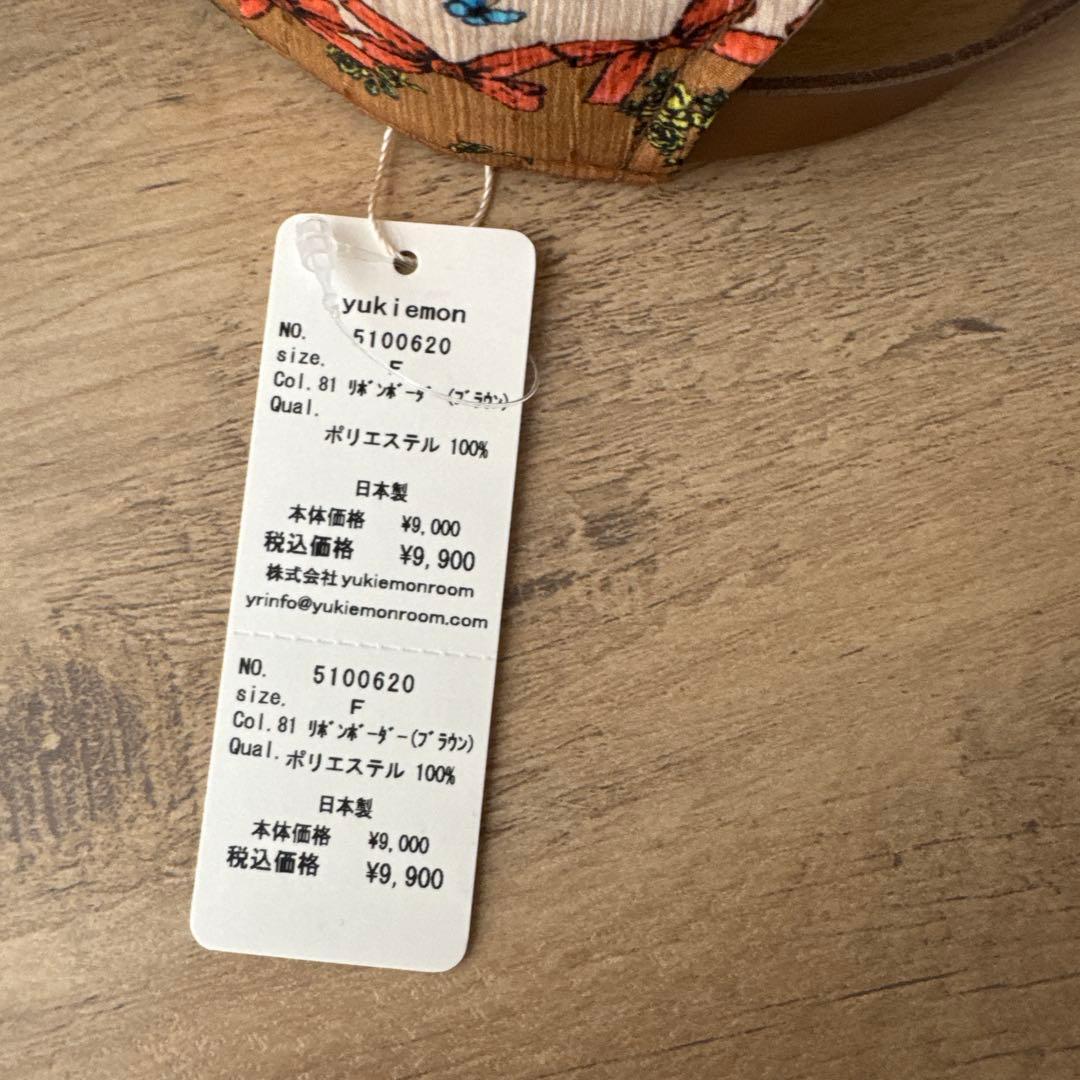 yukiemon
NO. 5100620
size. F
Col.81 ﾘﾎﾞﾝﾎﾞｰﾀﾞ (ﾌﾞﾗｳﾝ)
Qual.
ポリエステル 100%
日本製
本体価格 ¥9,000
税込価格 ¥9,900
株式会社yukiemonroom
yrinfo@yukiemonroom.com
NO. 5100620
size. F
Col.81 ﾘﾎﾞﾝﾎﾞｰﾀﾞｰ(ﾌﾞﾗｳﾝ)
Qual. ポリエステル 100%
日本製
本体価格 ¥9,000
税込価格 ¥9,900